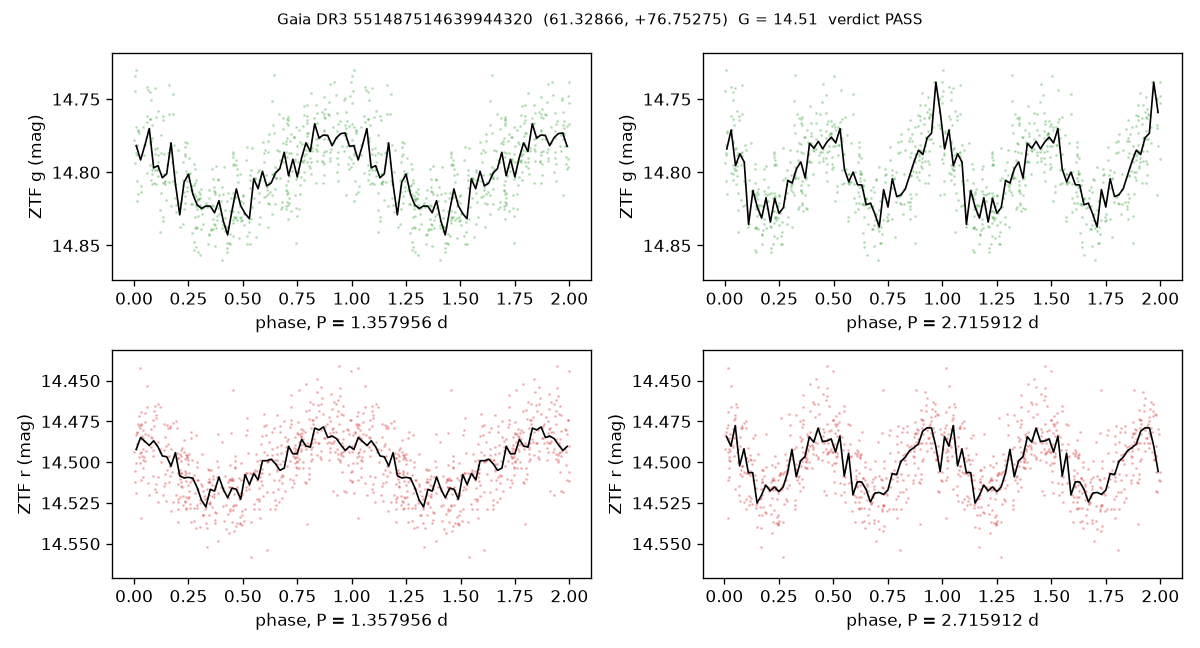 Gaia DR3 551487514639944320 (61.32866, +76.75275) G = 14.51 verdict PASS
ZTF g (mag)
14.75
14.80
14.85
0.00 0.25 0.50 0.75 1.00 1.25 1.50 1.75 2.00
phase, P = 1.357956 d
ZTF g (mag)
14.75
14.80
14.85
0.00 0.25 0.50 0.75 1.00 1.25 1.50 1.75 2.00
phase, P = 2.715912 d
ZTF r (mag)
14.450
14.475
14.500
14.525
14.550
0.00 0.25 0.50 0.75 1.00 1.25 1.50 1.75 2.00
phase, P = 1.357956 d
ZTF r (mag)
14.450
14.475
14.500
14.525
14.550
0.00 0.25 0.50 0.75 1.00 1.25 1.50 1.75 2.00
phase, P = 2.715912 d